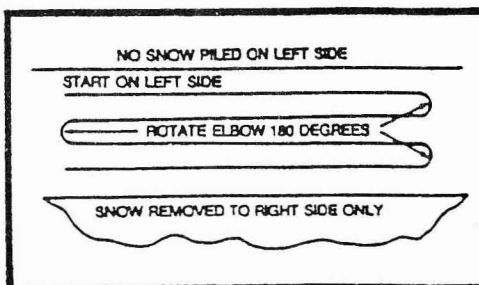 NO SNOW PILED ON LEFT SIDE
START ON LEFT SIDE
ROTATE ELBOW 180 DEGREES
SNOW REMOVED TO RIGHT SIDE ONLY